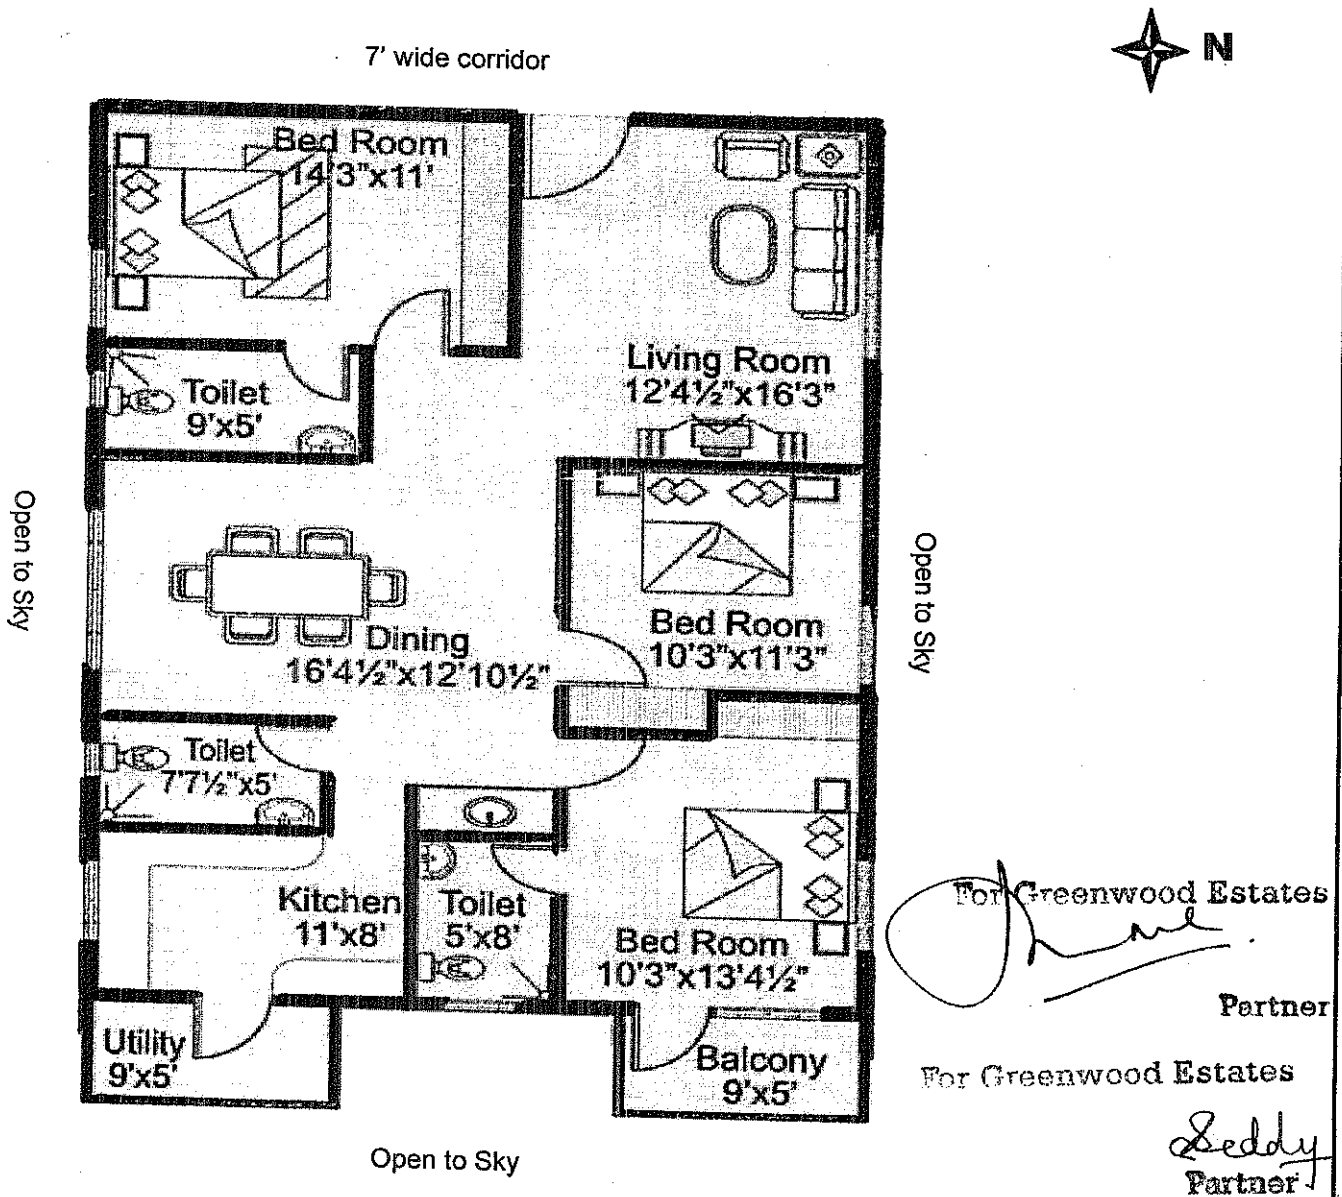 N
7' wide corridor
Bed Room
14'3"x11'
Living Room
12'4½"x16'3"
Toilet
9'x5'
Open to Sky
Open to Sky
Bed Room
10'3"x11'3"
Dining
16'4½"x12'10½"
Toilet
7'7½"x5'
Kitchen
11'x8'
Toilet
5'x8'
Bed Room
10'3"x13'4½"
Utility
9'x5'
Balcony
9'x5'
Open to Sky
For Greenwood Estates
Partner
For Greenwood Estates
Reddy
Partner